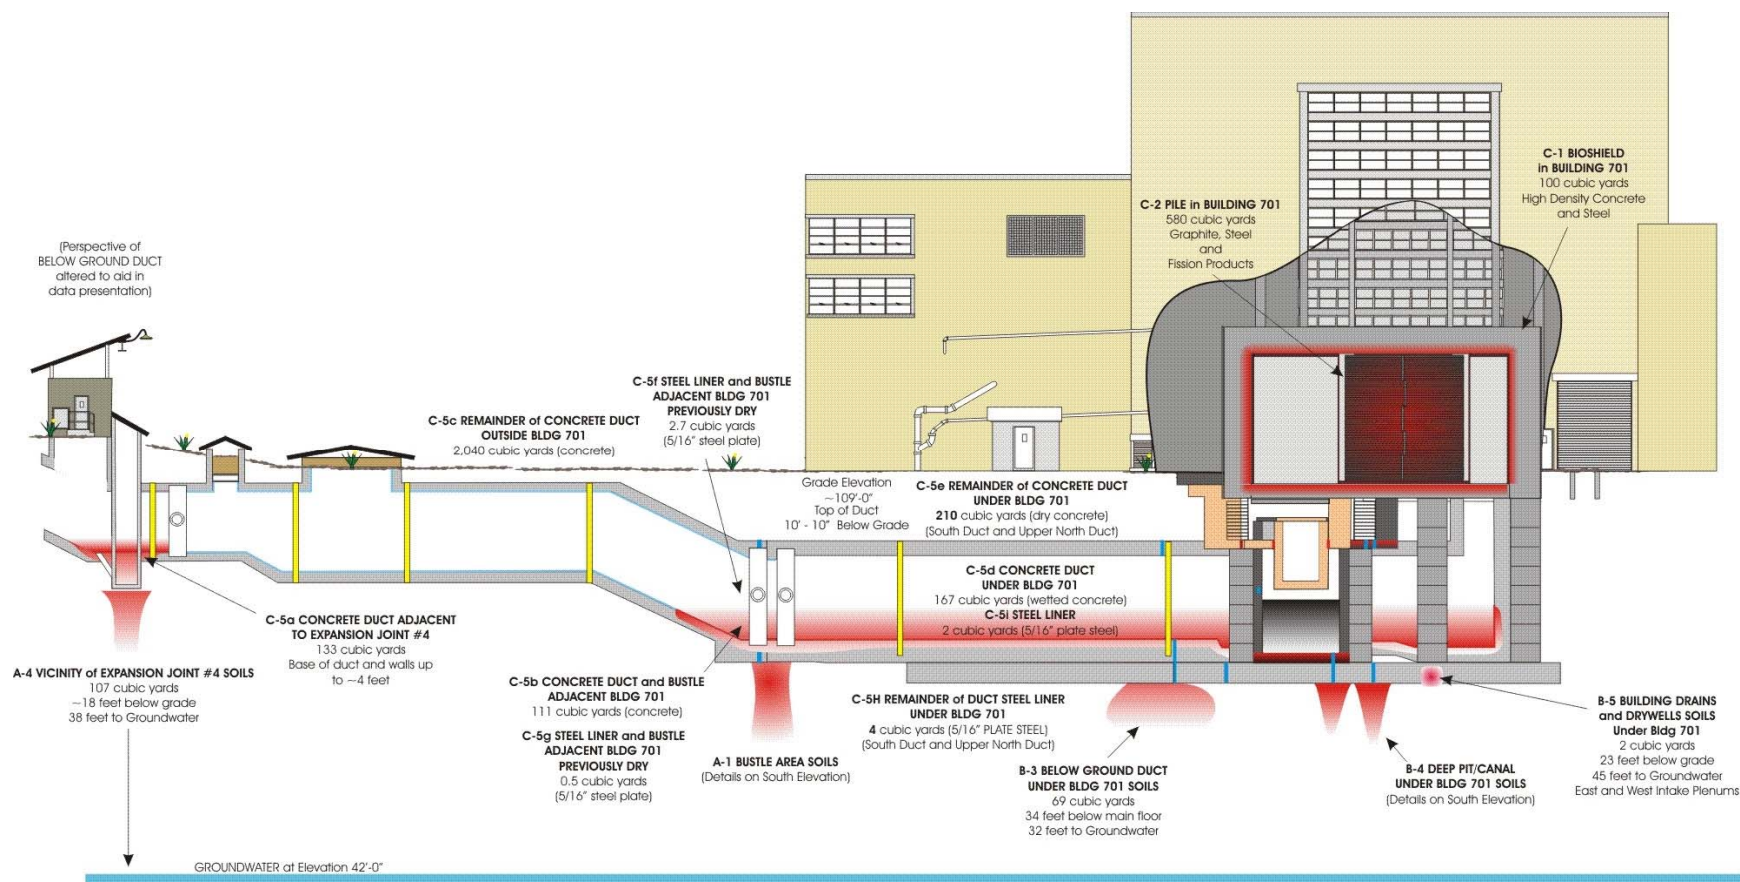 C-1 BIOSHIELD
in BUILDING 701
100 cubic yards
High Density Concrete
and Steel
C-2 PILE in BUILDING 701
580 cubic yards
Graphite, Steel
and
Fission Products
(Perspective of
BELOW GROUND DUCT
altered to aid in
data presentation)
C-5f STEEL LINER and BUSTLE
ADJACENT BLDG 701
PREVIOUSLY DRY
2.7 cubic yards
(5/16" steel plate)
C-5c REMAINDER of CONCRETE DUCT
OUTSIDE BLDG 701
2,040 cubic yards (concrete)
Grade Elevation
~109'-0"
Top of Duct
10' - 10" Below Grade
C-5e REMAINDER of CONCRETE DUCT
UNDER BLDG 701
210 cubic yards (dry concrete)
(South Duct and Upper North Duct)
C-5d CONCRETE DUCT
UNDER BLDG 701
167 cubic yards (wetted concrete)
C-5i STEEL LINER
2 cubic yards (5/16" plate steel)
C-5a CONCRETE DUCT ADJACENT
TO EXPANSION JOINT #4
133 cubic yards
Base of duct and walls up
to ~4 feet
A-4 VICINITY of EXPANSION JOINT #4 SOILS
107 cubic yards
~18 feet below grade
38 feet to Groundwater
C-5b CONCRETE DUCT and BUSTLE
ADJACENT BLDG 701
111 cubic yards (concrete)
C-5g STEEL LINER and BUSTLE
ADJACENT BLDG 701
PREVIOUSLY DRY
0.5 cubic yards
(5/16" steel plate)
A-1 BUSTLE AREA SOILS
(Details on South Elevation)
C-5H REMAINDER of DUCT STEEL LINER
UNDER BLDG 701
4 cubic yards (5/16" PLATE STEEL)
(South Duct and Upper North Duct)
B-3 BELOW GROUND DUCT
UNDER BLDG 701 SOILS
69 cubic yards
34 feet below main floor
32 feet to Groundwater
B-4 DEEP PIT/CANAL
UNDER BLDG 701 SOILS
(Details on South Elevation)
B-5 BUILDING DRAINS
and DRYWELLS SOILS
Under Bldg 701
2 cubic yards
23 feet below grade
45 feet to Groundwater
East and West Intake Plenums
GROUNDWATER at Elevation 42'-0"